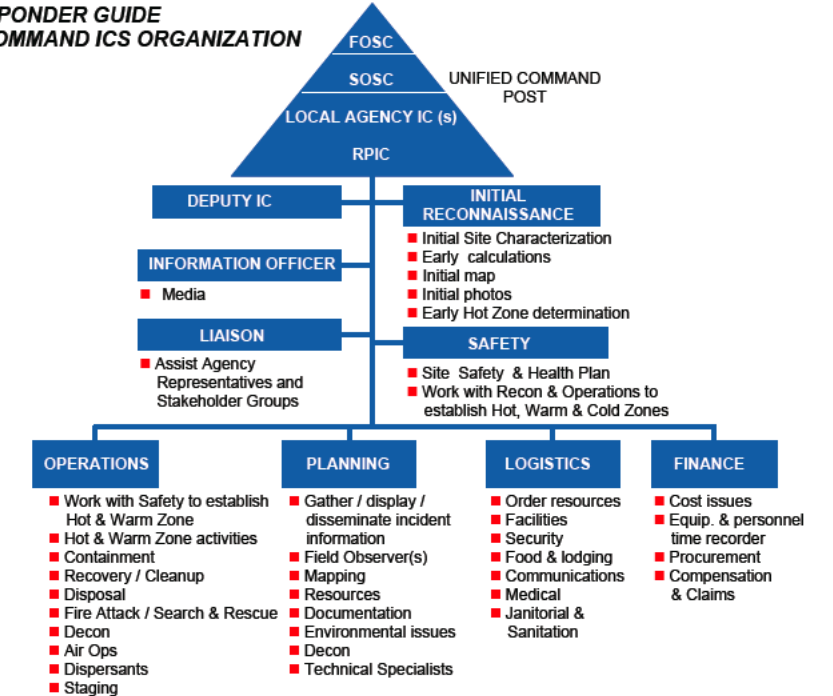 PONDER GUIDE
OMMAND ICS ORGANIZATION
FOSC
SOSC
LOCAL AGENCY IC (s)
RPIC
UNIFIED COMMAND
POST
DEPUTY IC
INITIAL
RECONNAISSANCE
Initial Site Characterization
Early calculations
Initial map
Initial photos
Early Hot Zone determination
INFORMATION OFFICER
Media
LIAISON
Assist Agency
Representatives and
Stakeholder Groups
SAFETY
Site Safety & Health Plan
Work with Recon & Operations to
establish Hot, Warm & Cold Zones
OPERATIONS
Work with Safety to establish
Hot & Warm Zone
Hot & Warm Zone activities
Containment
Recovery / Cleanup
Disposal
Fire Attack / Search & Rescue
Decon
Air Ops
Dispersants
Staging
PLANNING
Gather / display /
disseminate incident
information
Field Observer(s)
Mapping
Resources
Documentation
Environmental issues
Decon
Technical Specialists
LOGISTICS
Order resources
Facilities
Security
Food & lodging
Communications
Medical
Janitorial &
Sanitation
FINANCE
Cost issues
Equip. & personnel
time recorder
Procurement
Compensation
& Claims